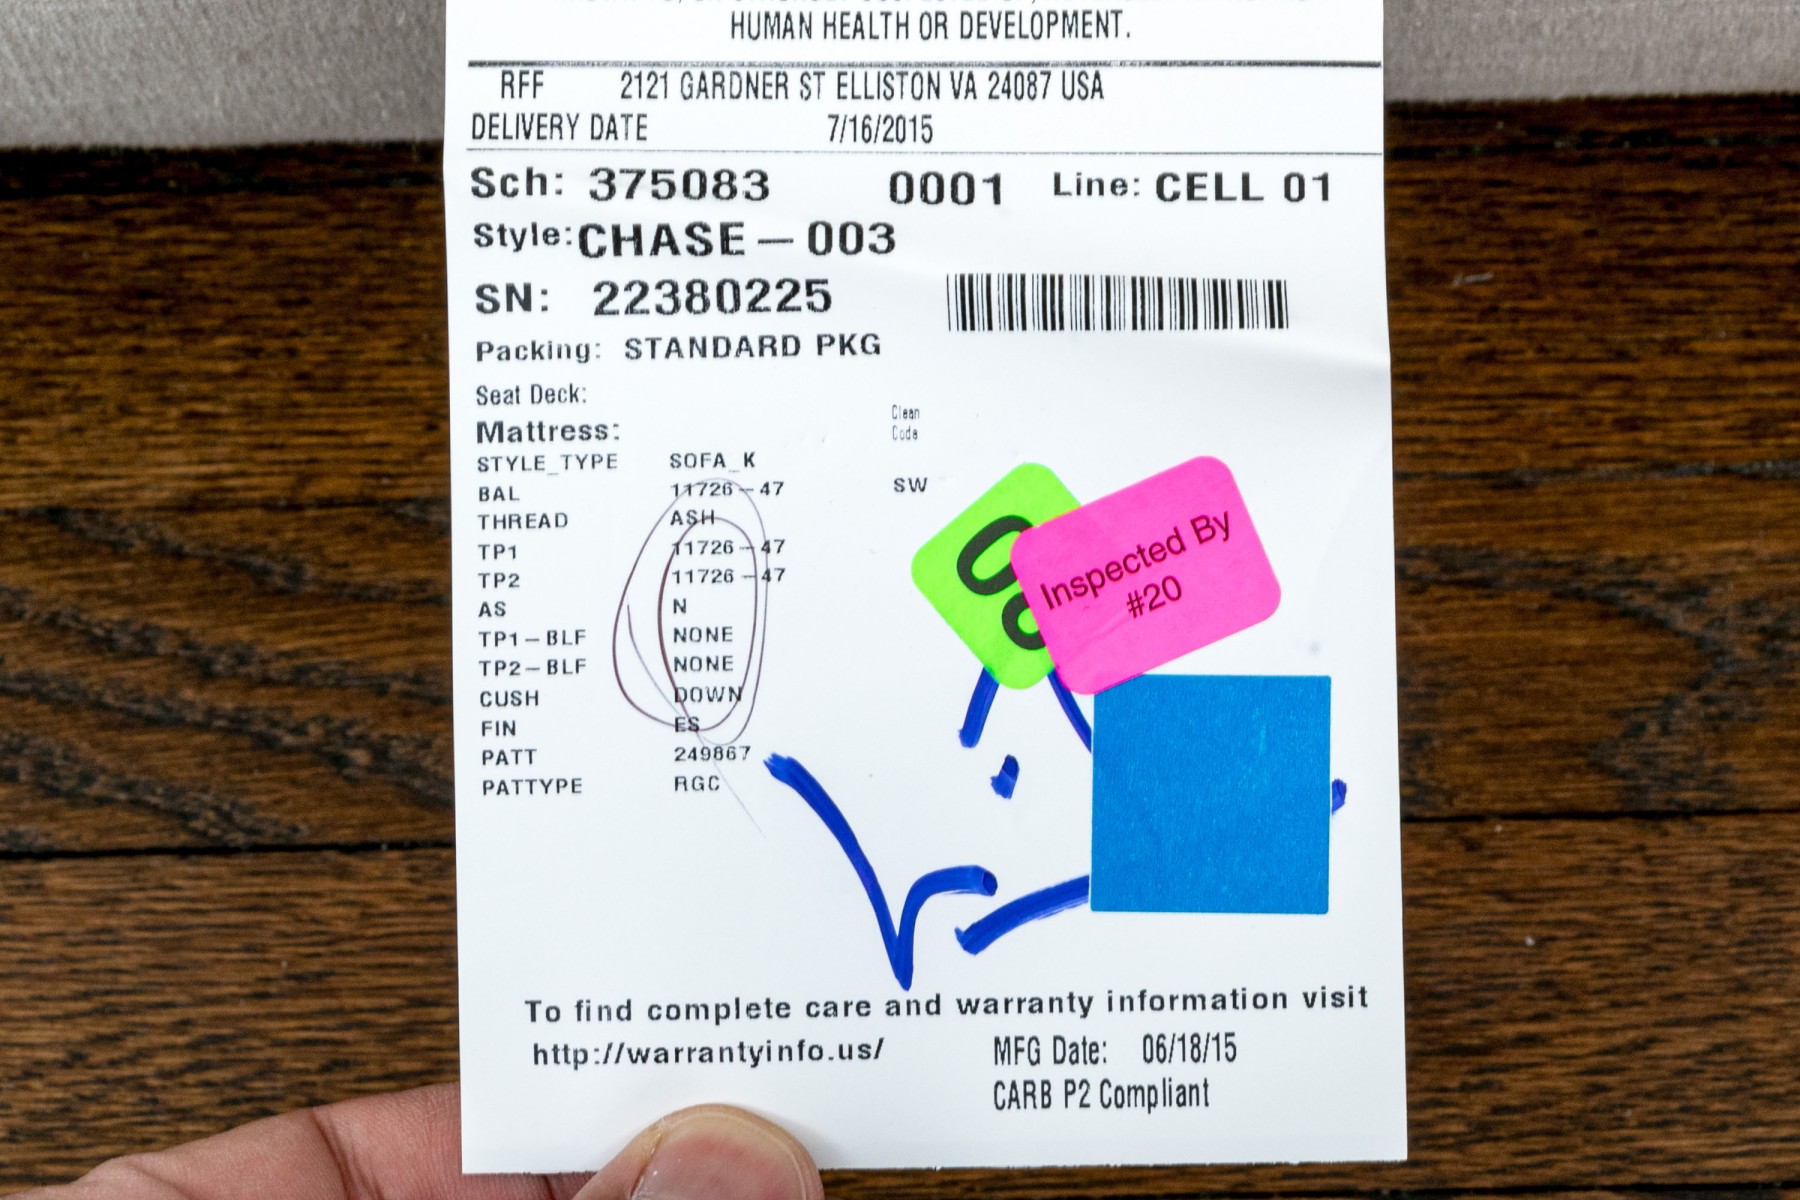 HUMAN HEALTH OR DEVELOPMENT.
RFF 2121 GARDNER ST ELLISTON VA 24087 USA
DELIVERY DATE 7/16/2015
Sch: 375083 0001 Line: CELL 01
Style: CHASE-003
SN: 22380225
Packing: STANDARD PKG
Seat Deck:
Clean
Code
Mattress:
STYLE_TYPE SOFA_K
BAL 11726-47 SW
THREAD ASH
TP1 11726-47
TP2 11726-47
AS N
TP1-BLF NONE
TP2-BLF NONE
CUSH DOWN
FIN ES
PATT 249867
PATTYPE RGC
Inspected By
#20
To find complete care and warranty information visit
http://warrantyinfo.us/
MFG Date: 06/18/15
CARB P2 Compliant